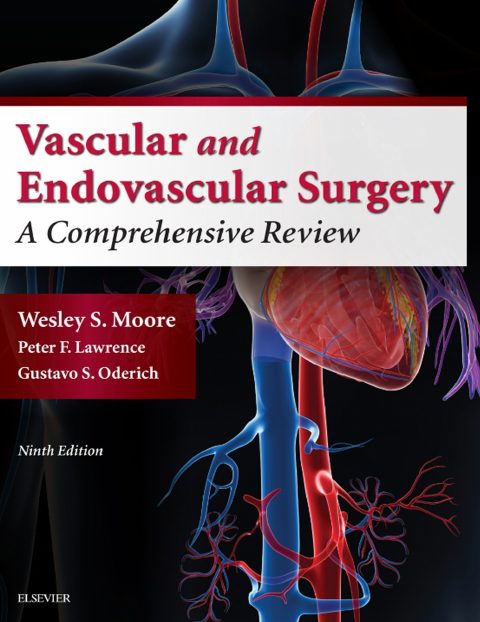 Vascular and
Endovascular Surgery
A Comprehensive Review
Wesley S. Moore
Peter F. Lawrence
Gustavo S. Oderich
Ninth Edition
ELSEVIER